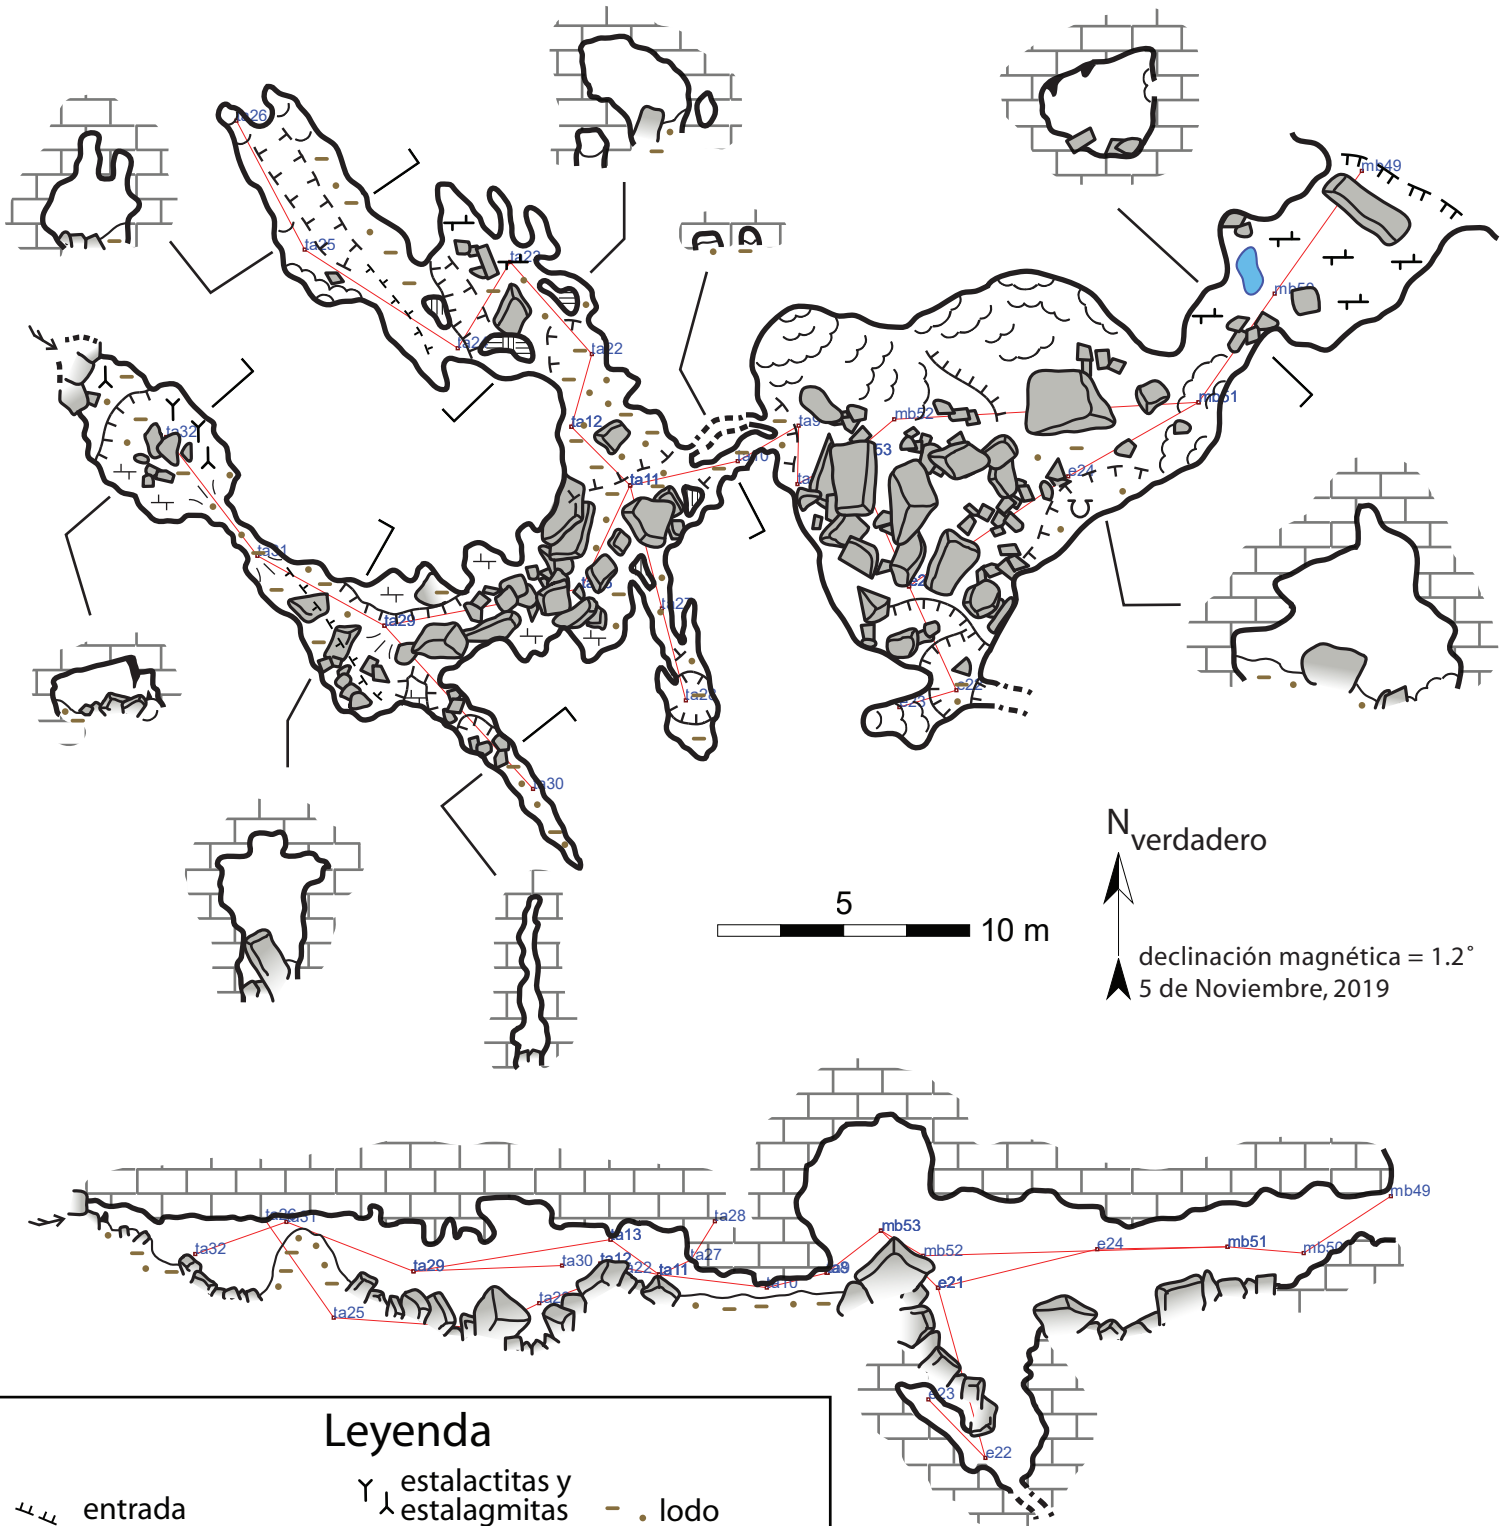 ta26
mb49
ta25
ta23
mb50
ta24
ta22
mb51
mb52
ta12
ta9
ta32
53
ta10
e24
ta11
ta31
ta27
ta29
e23
e22
ta28
ta30
N
verdadero
5
10 m
declinación magnética = 1.2°
5 de Noviembre, 2019
mb49
ta26
ta31
ta28
mb53
ta13
ta32
ta27
mb52
e24
mb51
mb50
ta29
ta30
ta12
e22
ta11
ta10
ta9
e21
ta25
e23
e22
Leyenda
estalactitas y
entrada
estalagmitas
lodo